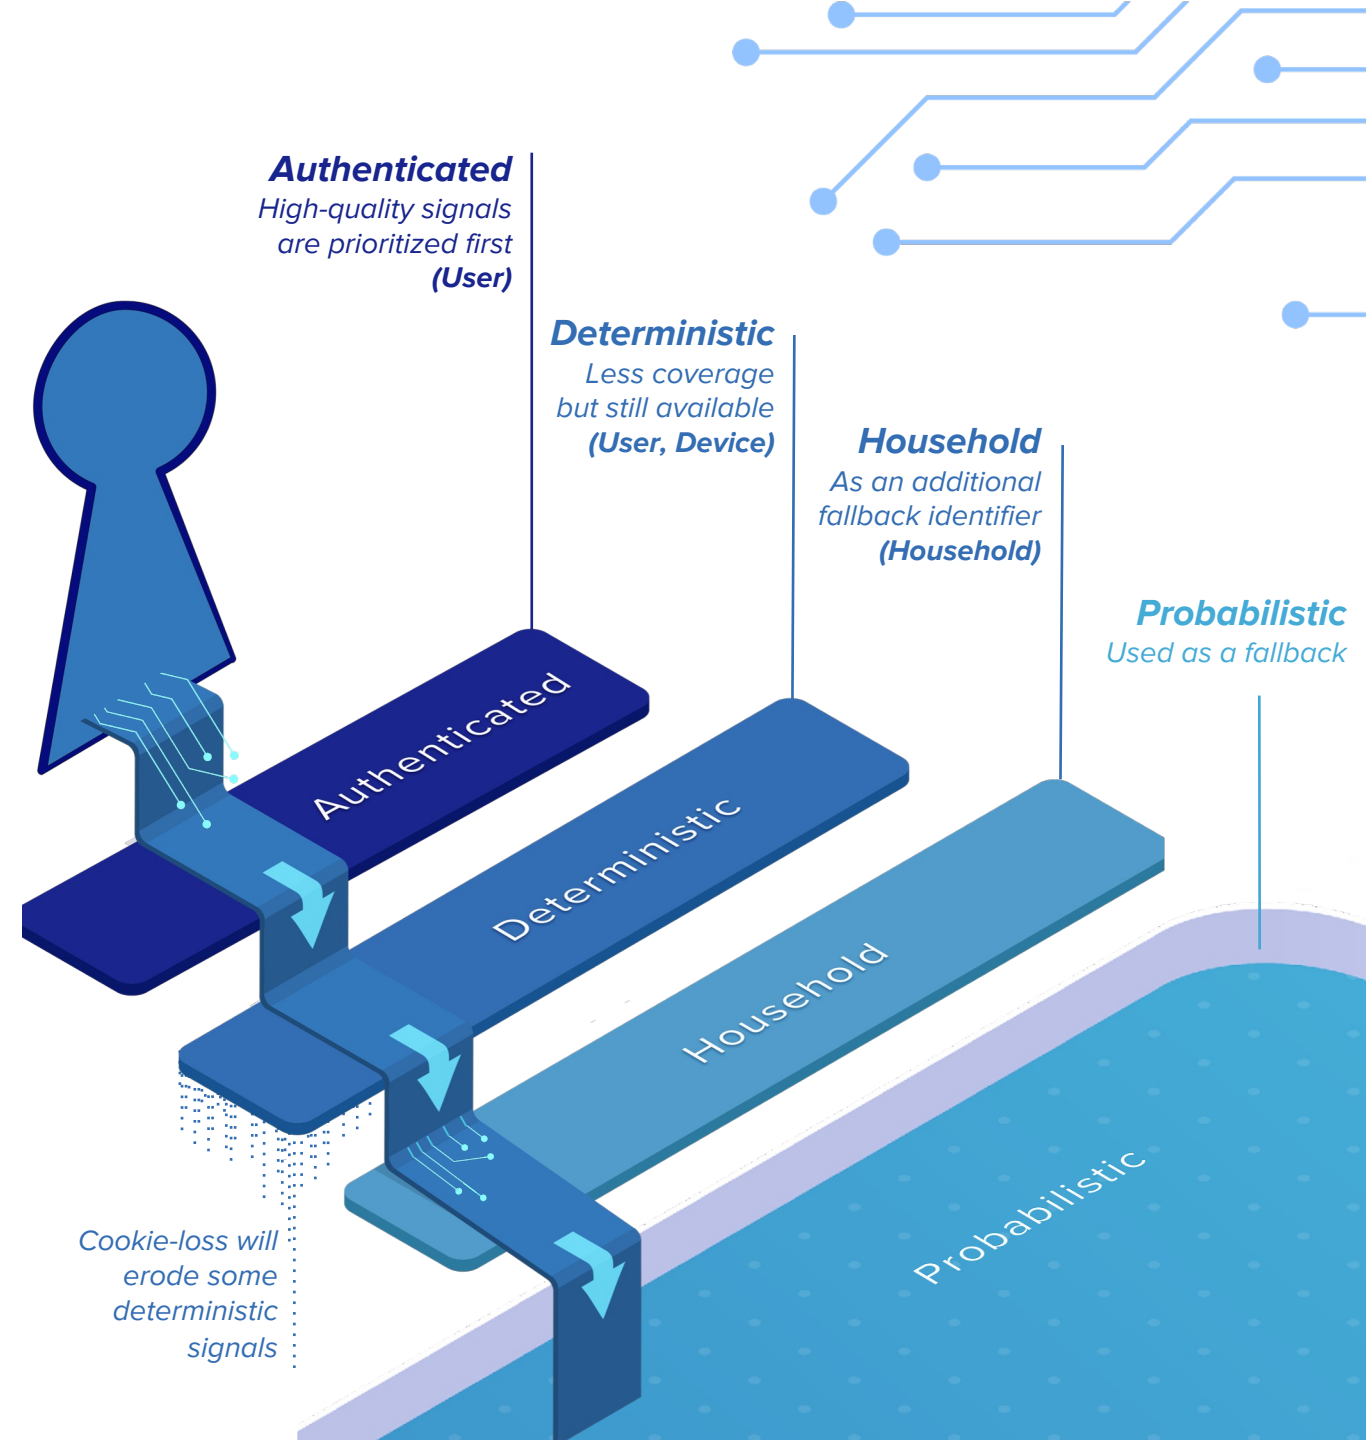 Authenticated
High-quality signals
are prioritized first
(User)
Deterministic
Less coverage
but still available
(User, Device)
Household
As an additional
fallback identifier
(Household)
Probabilistic
Used as a fallback
Authenticated
Deterministic
Household
Probabilistic
Cookie-loss will
erode some
deterministic
signals